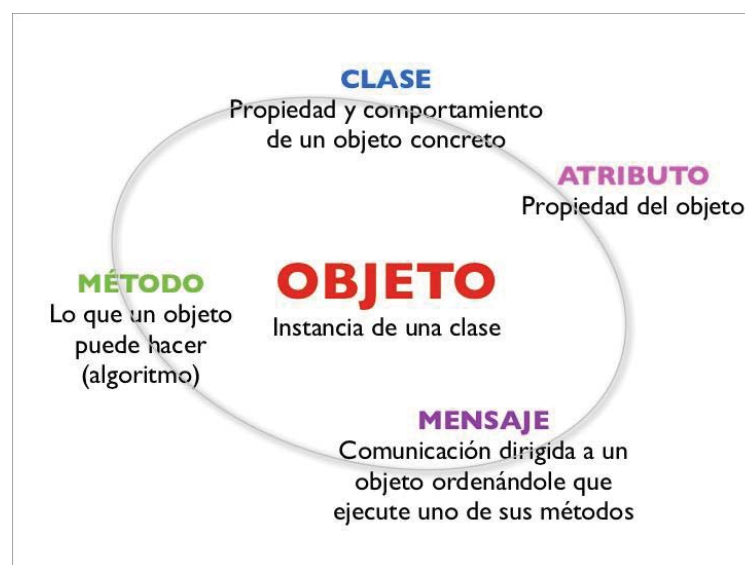 CLASE
Propiedad y comportamiento
de un objeto concreto
ATRIBUTO
Propiedad del objeto
OBJETO
Instancia de una clase
MÉTODO
Lo que un objeto
puede hacer
(algoritmo)
MENSAJE
Comunicación dirigida a un
objeto ordenándole que
ejecute uno de sus métodos